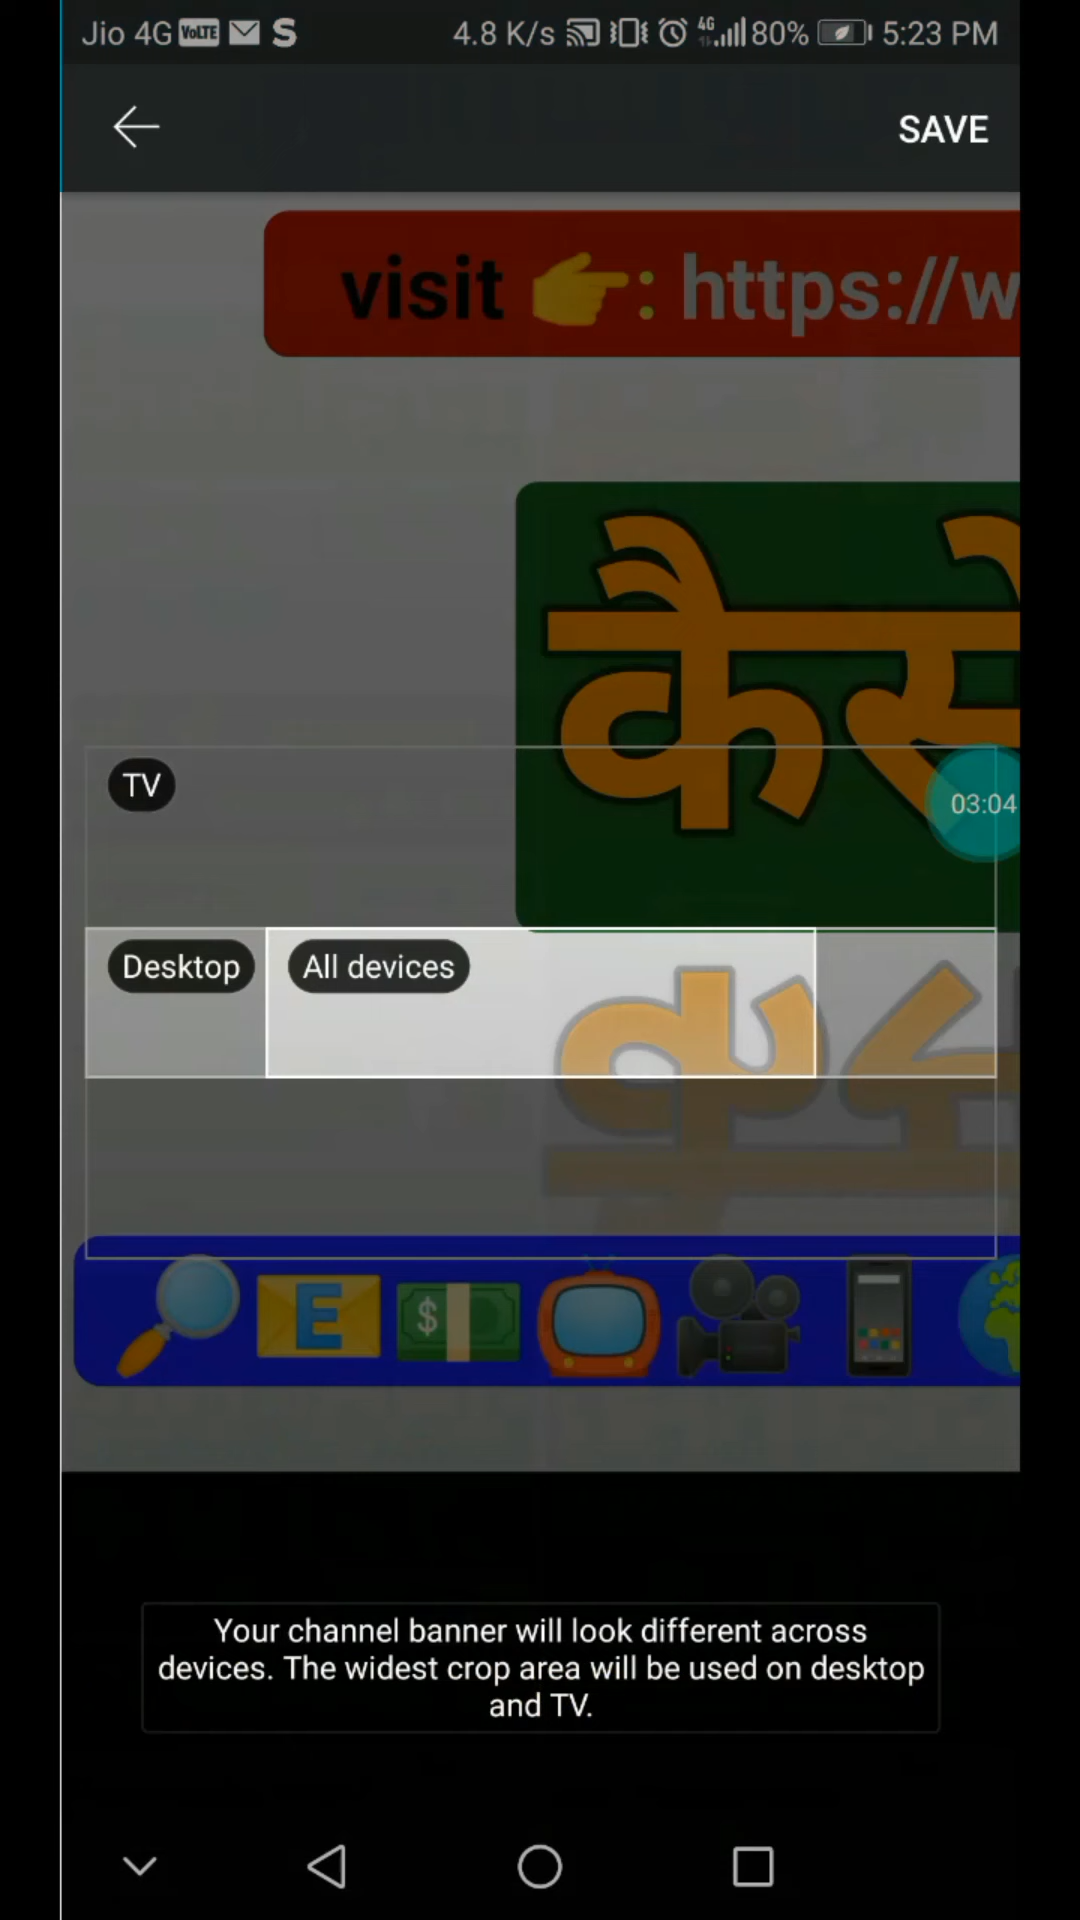 Jio 4G VoLTE S 4.8 K/s 4G 80% 5:23 PM
SAVE
visit 👉: https://w
कैसे
TV
03:04
Desktop
All devices
E
$
Your channel banner will look different across
devices. The widest crop area will be used on desktop
and TV.